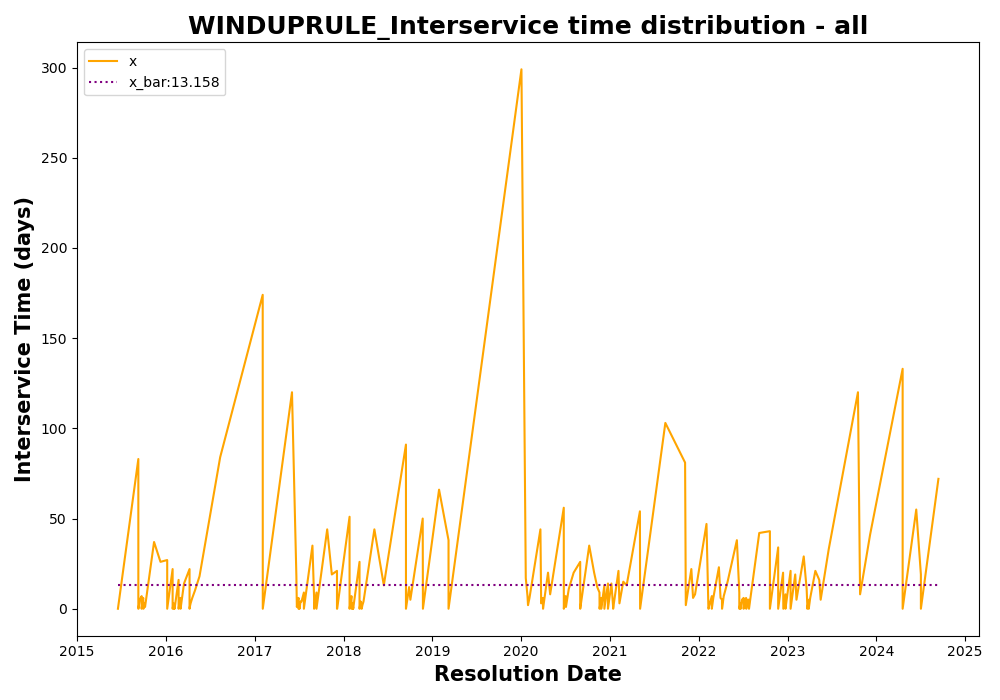 WINDUPRULE_Interservice time distribution - all
x
x_bar:13.158
Interservice Time (days)
300
250
200
150
100
50
0
2015 2016 2017 2018 2019 2020 2021 2022 2023 2024 2025
Resolution Date